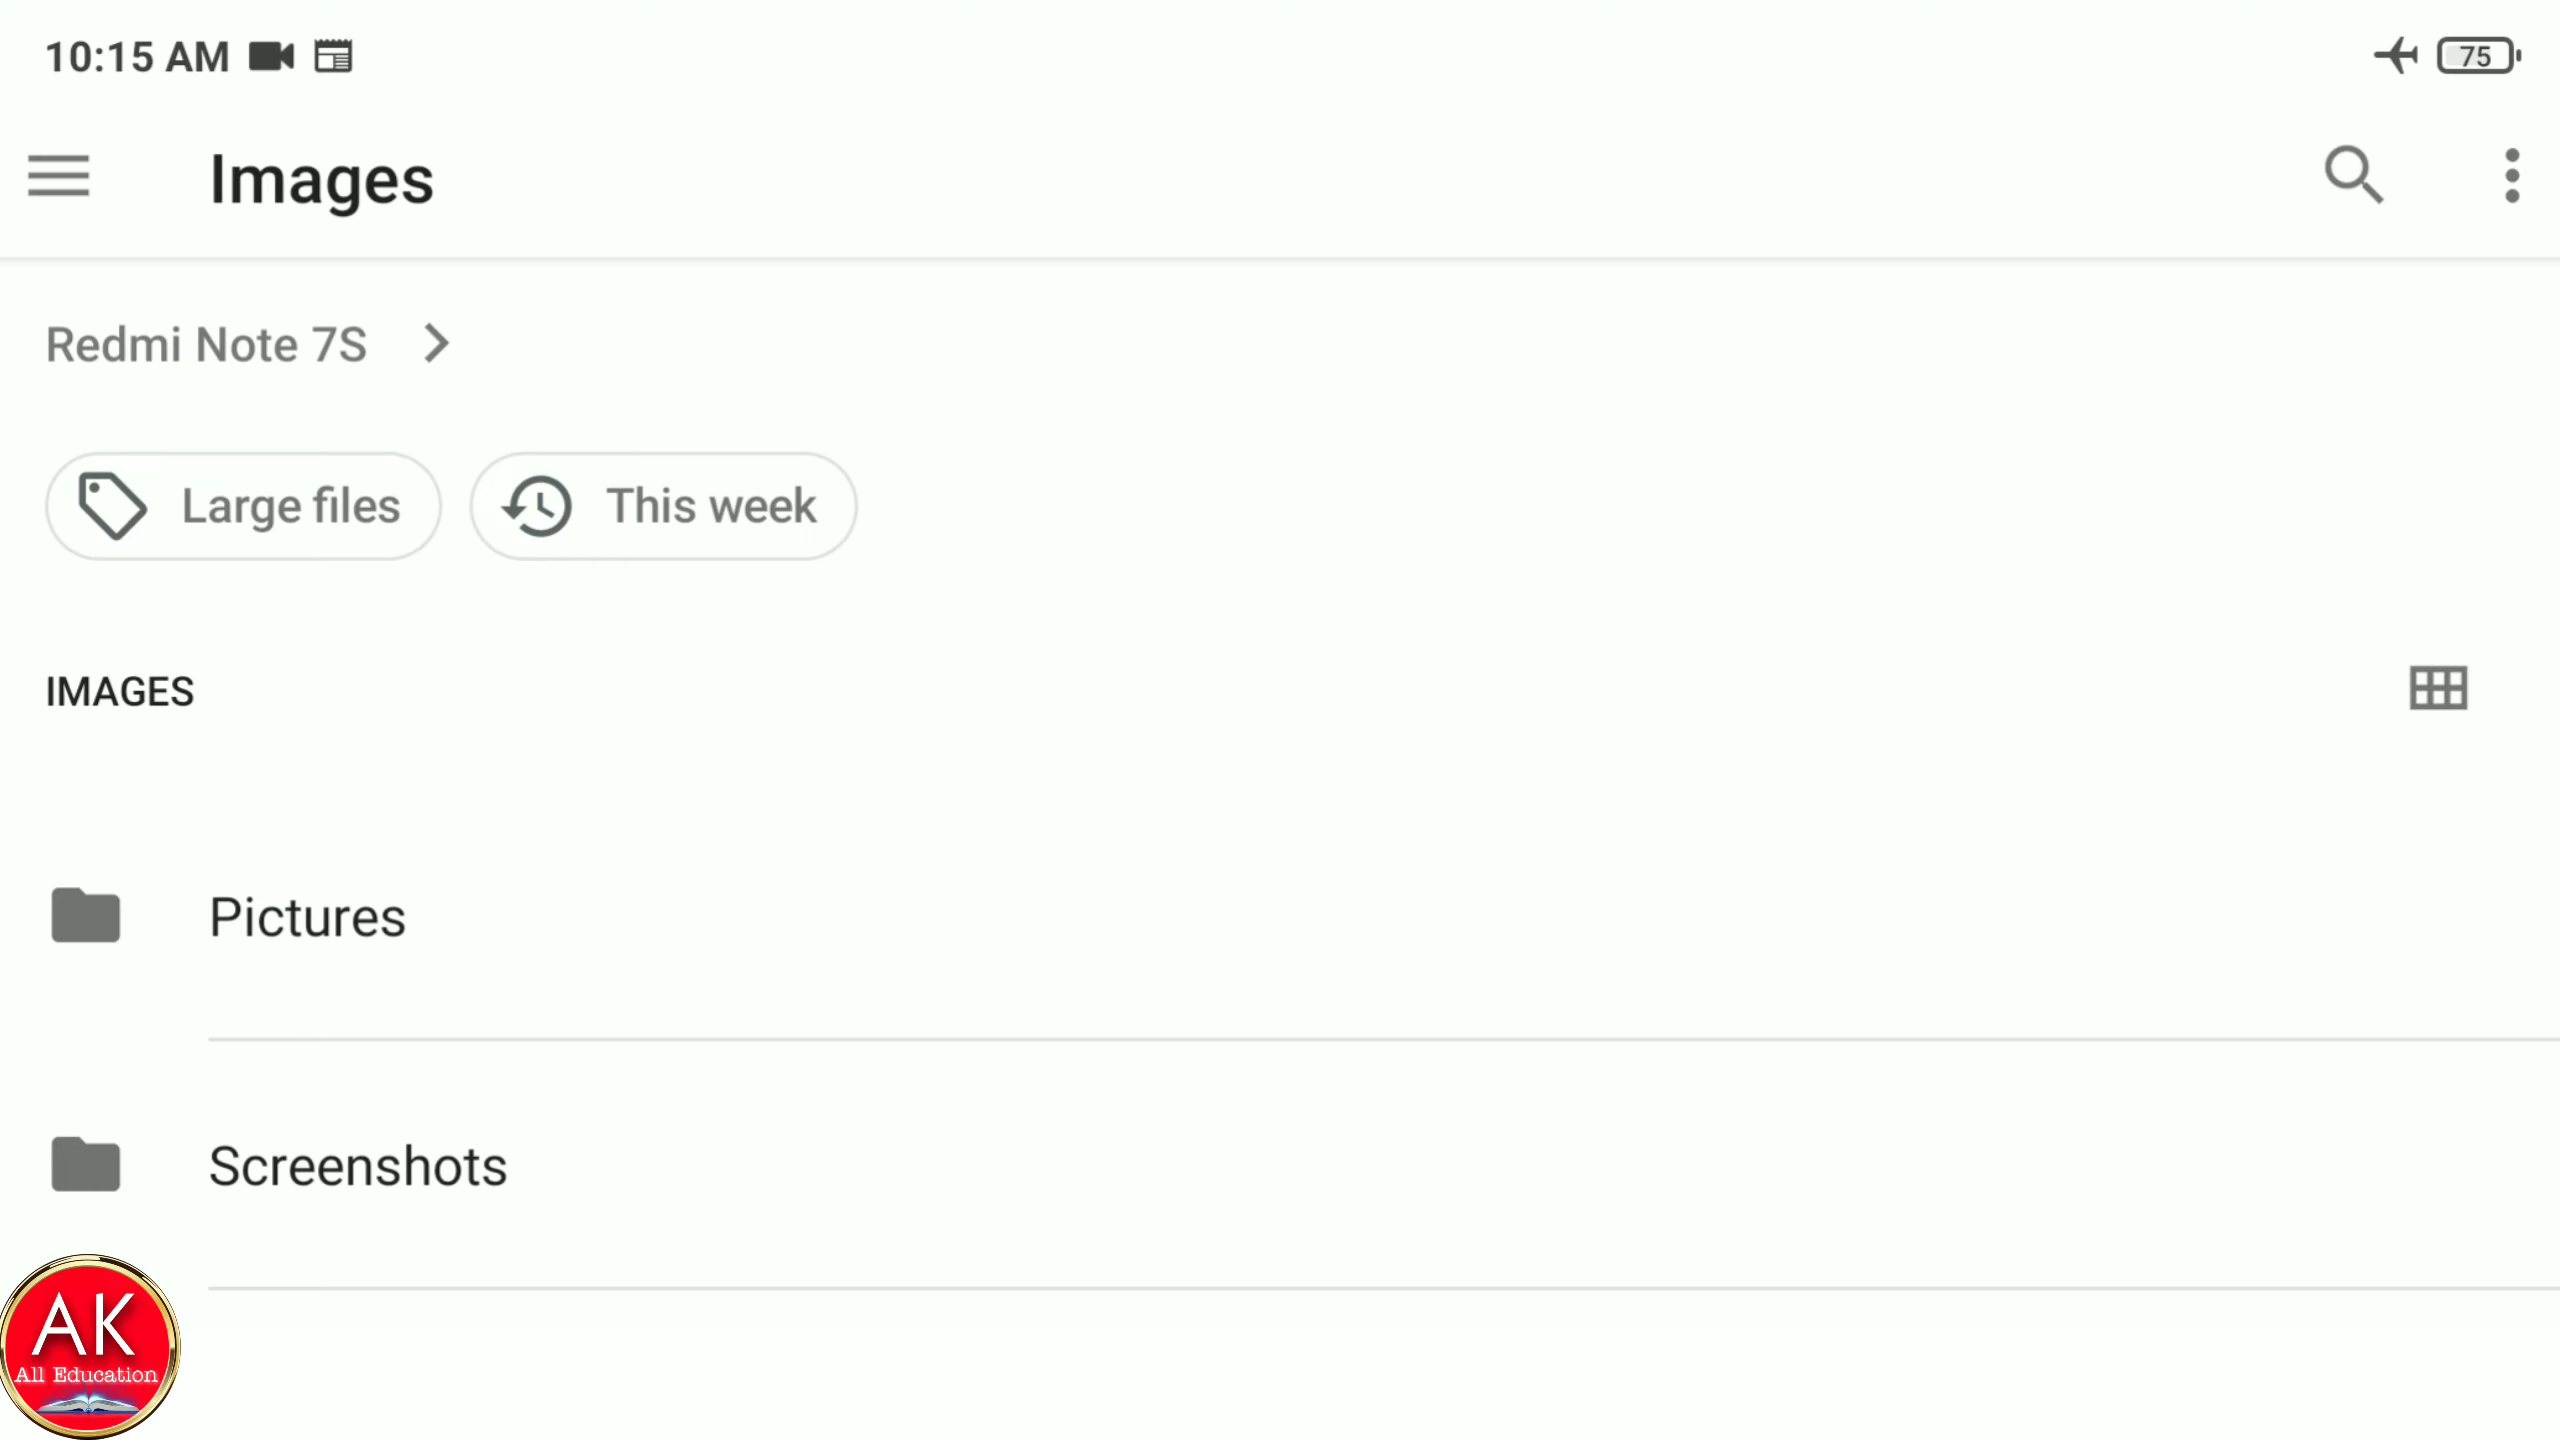 10:15 AM
75
Images
Redmi Note 7S
Large files
This week
IMAGES
Pictures
Screenshots
AK
All Education